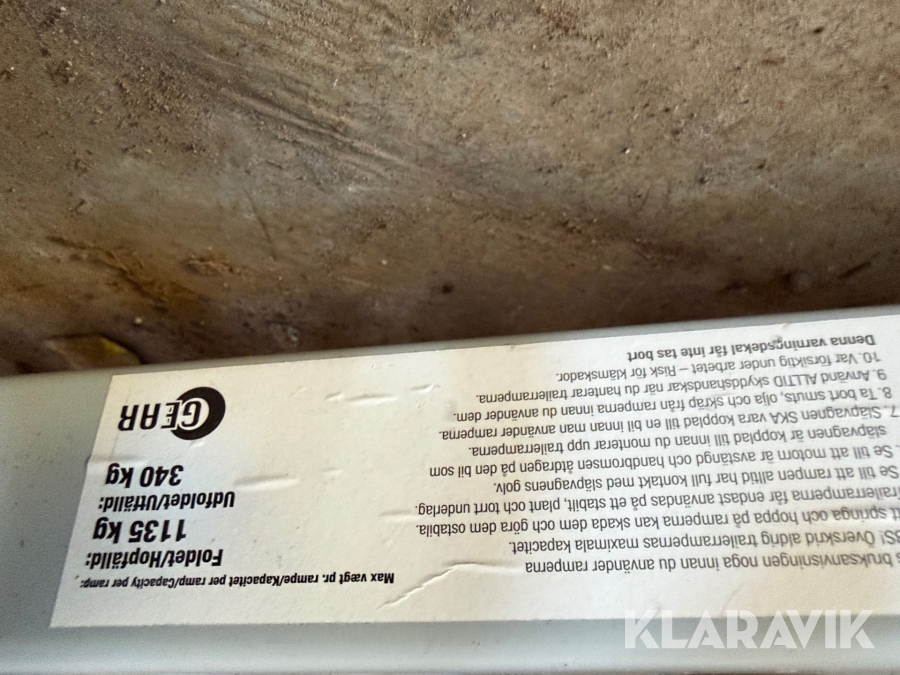 s bruksanvisningen noga innan du använder ramperna
BS! Överskrid aldrig trailerrampernas maximala kapacitet.
tt springa och hoppa på ramperna kan skada dem och göra dem ostabila.
railerramperna får endast användas på ett stabilt, plant och torrt underlag.
Se till att rampen alltid har full kontakt med släpvagnens golv.
Se till att motorn är avstängd och handbromsen åtdragen på den bil som
släpvagnen är kopplad till innan du monterar upp trailerramperna.
7. Släpvagnen SKA vara kopplad till en bil innan man använder ramperna.
8. Ta bort smuts, olja och skräp från ramperna innan du använder dem.
9. Använd ALLTID skyddshandskar när du hanterar trailerramperna.
10. Var försiktig under arbetet – Risk för klämskador.
Denna varningsdekal får inte tas bort
Max vægt pr. rampe/Kapacitet per ramp/Capacity per ramp:
Foldet/Hopfälld:
1135 kg
Udfoldet/Utfälld:
340 kg
GEAR
KLARAVIK